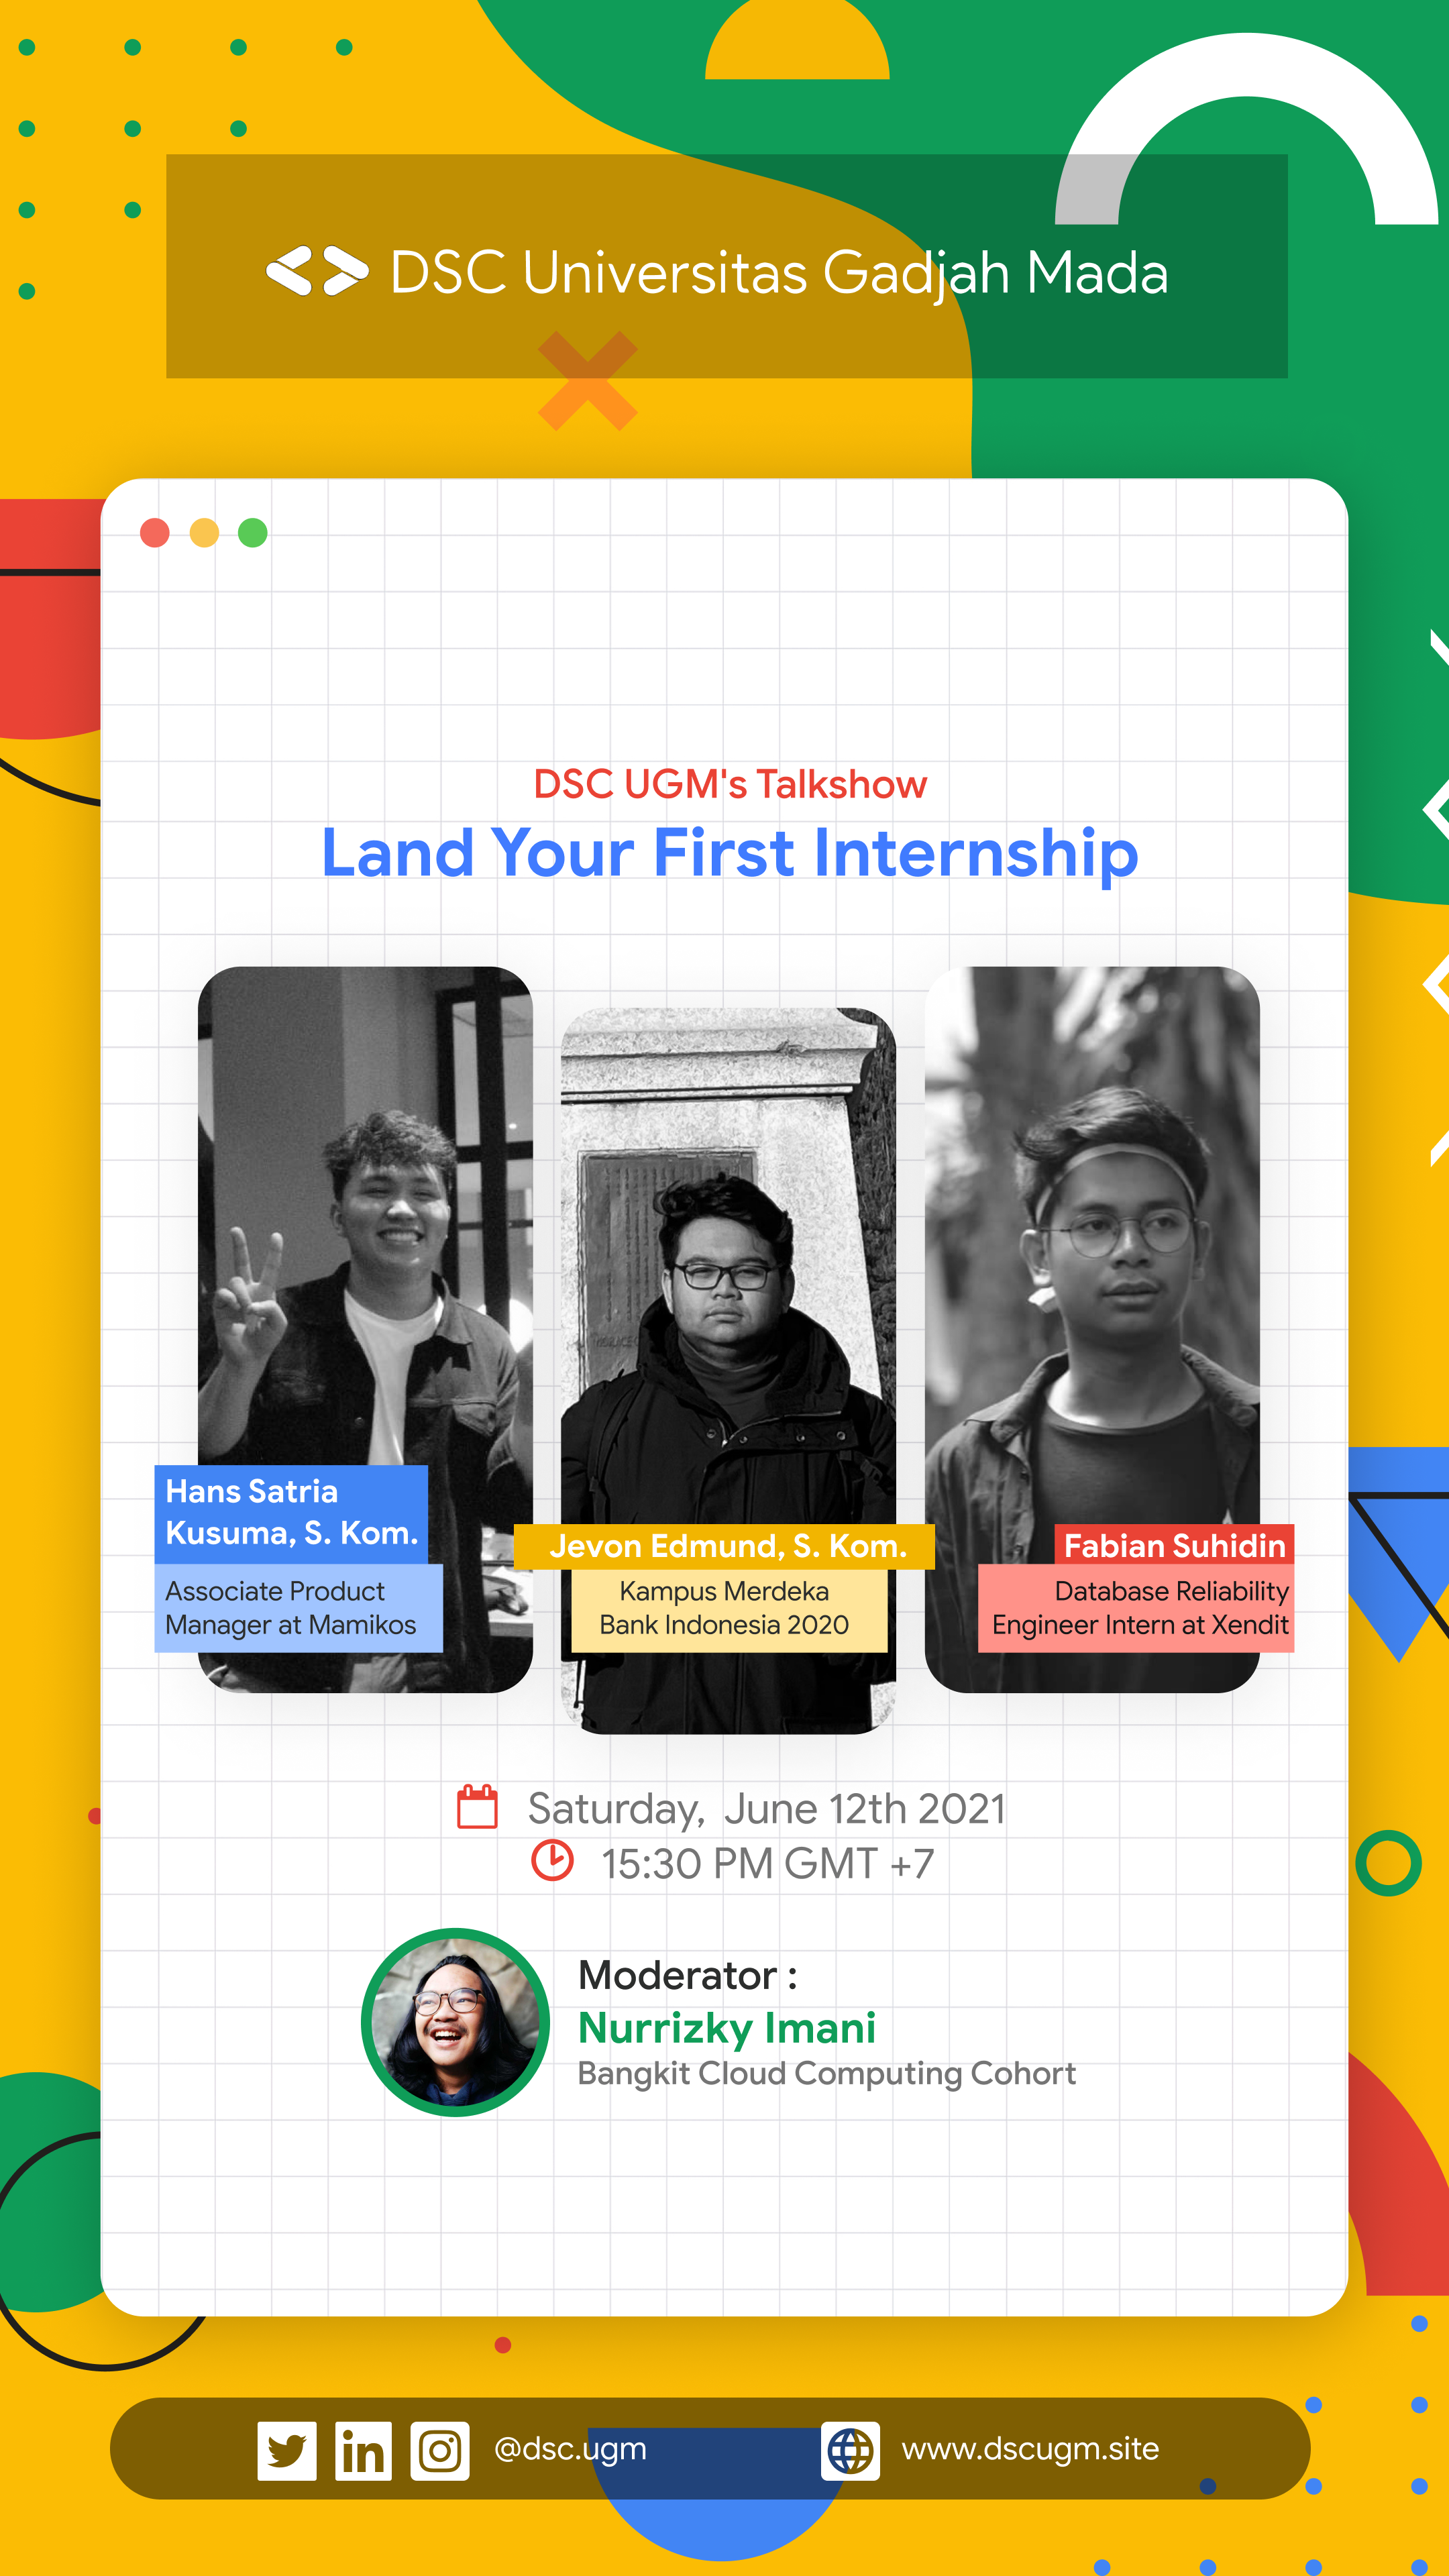 DSC Universitas Gadjah Mada
DSC UGM's Talkshow
Land Your First Internship
Hans Satria
Kusuma, S. Kom.
Associate Product
Manager at Mamikos
Jevon Edmund, S. Kom.
Kampus Merdeka
Bank Indonesia 2020
Fabian Suhidin
Database Reliability
Engineer Intern at Xendit
Saturday, June 12th 2021
15:30 PM GMT +7
Moderator :
Nurrizky Imani
Bangkit Cloud Computing Cohort
@dsc.ugm
www.dscugm.site